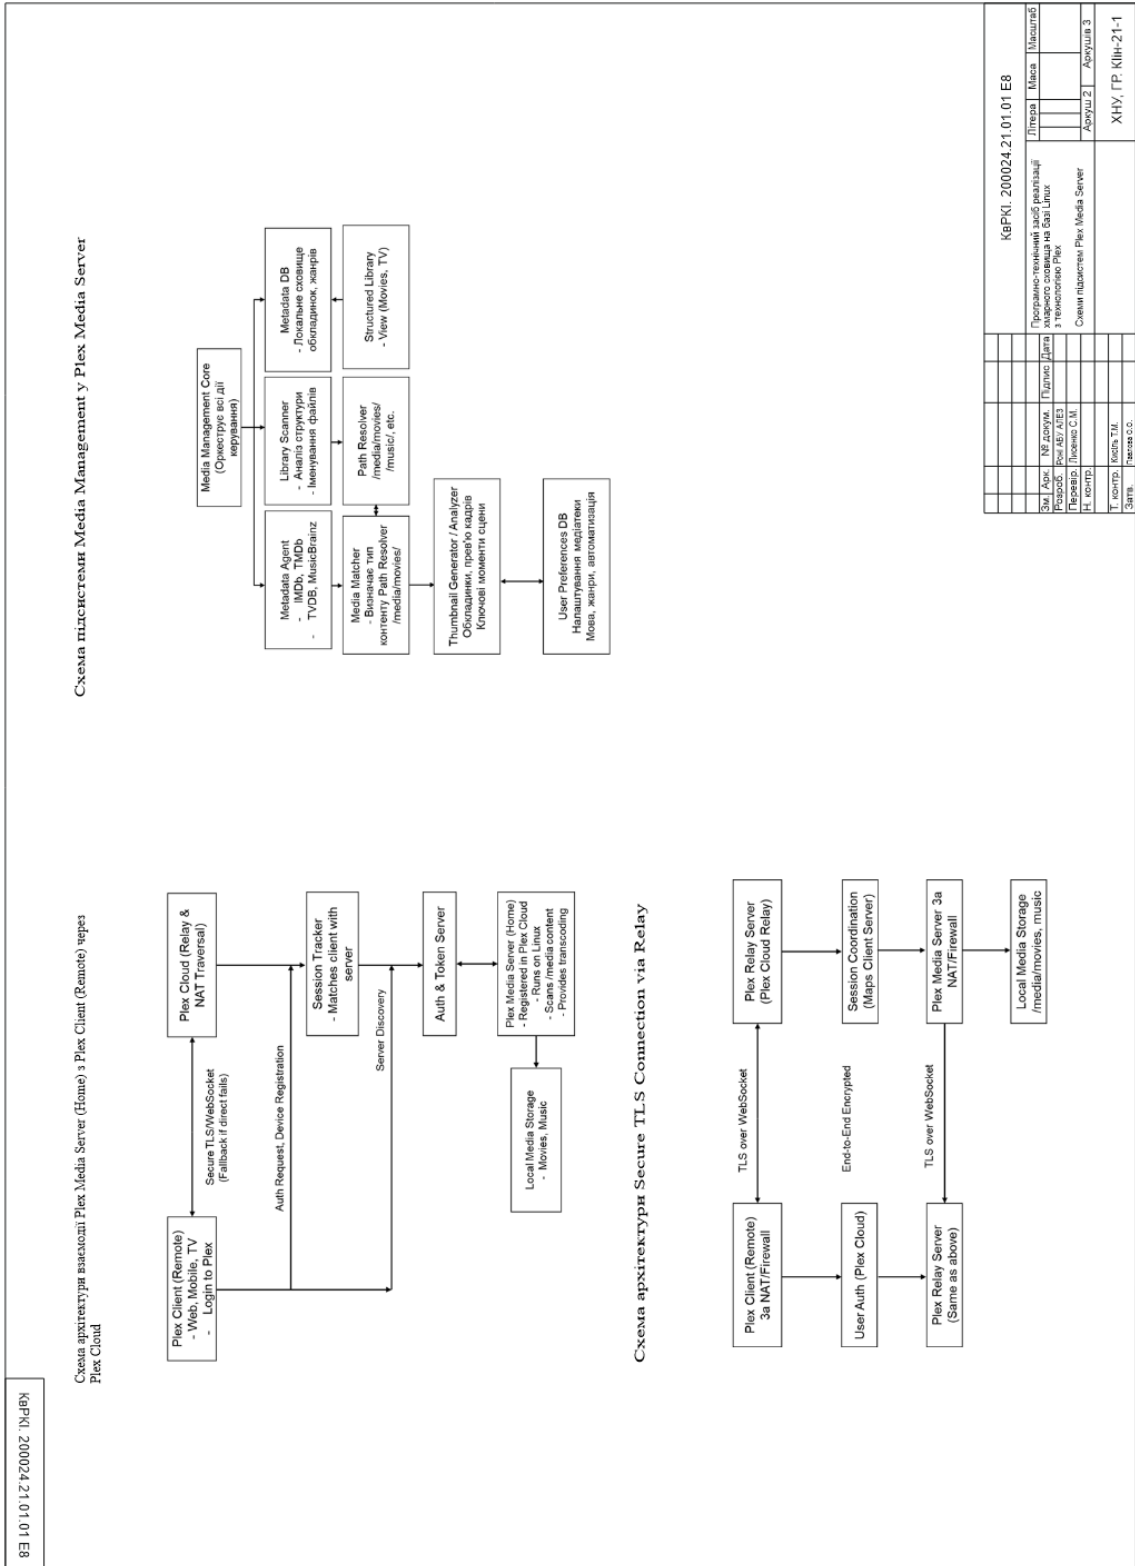 КвРКІ. 200024.21.01.01 Е8
Схема архітектури взаємодії Plex Media Server (Home) з Plex Client (Remote) через
Plex Cloud
Plex Client (Remote)
- Web, Mobile, TV
- Login to Plex
Secure TLS/WebSocket
(Fallback if direct fails)
Plex Cloud (Relay &
NAT Traversal)
Auth Request, Device Registration
Session Tracker
- Matches client with
server
Server Discovery
Auth & Token Server
Plex Media Server (Home)
- Registered in Plex Cloud
- Runs on Linux
- Scans /media content
- Provides transcoding
Local Media Storage
- Movies, Music
Схема архітектури Secure TLS Connection via Relay
Plex Client (Remote)
За NAT/Firewall
TLS over WebSocket
Plex Relay Server
(Plex Cloud Relay)
User Auth (Plex Cloud)
End-to-End Encrypted
Session Coordination
(Maps Client Server)
Plex Relay Server
(Same as above)
TLS over WebSocket
Plex Media Server За
NAT/Firewall
Local Media Storage
/media/movies, music
Схема підсистеми Media Management у Plex Media Server
Media Management Core
(Оркеструє всі дії
керування)
Metadata Agent
- IMDb, TMDb
- TVDB, MusicBrainz
Library Scanner
- Аналіз структури
- Іменування файлів
Metadata DB
- Локальне сховище
обкладинок, жанрів
Media Matcher
- Визначає тип
контенту Path Resolver
/media/movies/
Path Resolver
/media/movies/
/music/, etc.
Structured Library
- View (Movies, TV)
Thumbnail Generator / Analyzer
Обкладинки, прев'ю кадрів
Ключові моменти сцени
User Preferences DB
Налаштування медіатеки
Мова, жанри, автоматизація
КвРКІ. 200024.21.01.01 Е8
Зм. Арк. № докум. Підпис Дата
Розроб. Роні АБУ АЛЕЗ
Перевір. Лисенко С.М.
Н. контр.
Т. контр. Кисіль Т.М.
Затв. Павлова О.О.
Програмно-технічний засіб реалізації
хмарного сховища на базі Linux
з технологією Plex
Схеми підсистем Plex Media Server
Літера Маса Масштаб
Аркуш 2 Аркушів 3
ХНУ, ГР. КІін-21-1